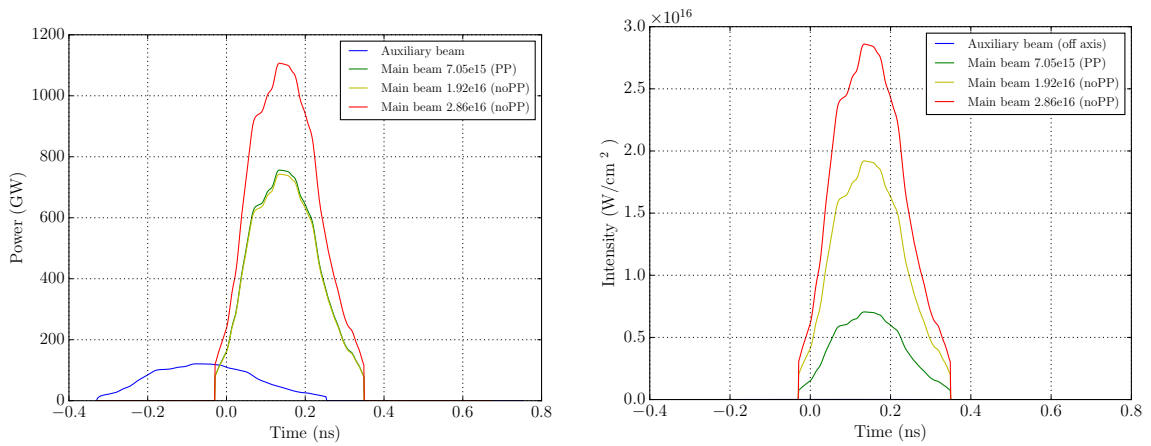 1200
1000
800
600
400
200
0
Power (GW)
−0.4 −0.2 0.0 0.2 0.4 0.6 0.8
Time (ns)
Auxiliary beam
Main beam 7.05e15 (PP)
Main beam 1.92e16 (noPP)
Main beam 2.86e16 (noPP)
×10¹⁶
3.0
2.5
2.0
1.5
1.0
0.5
0.0
Intensity (W/cm ²)
−0.4 −0.2 0.0 0.2 0.4 0.6 0.8
Time (ns)
Auxiliary beam (off axis)
Main beam 7.05e15 (PP)
Main beam 1.92e16 (noPP)
Main beam 2.86e16 (noPP)